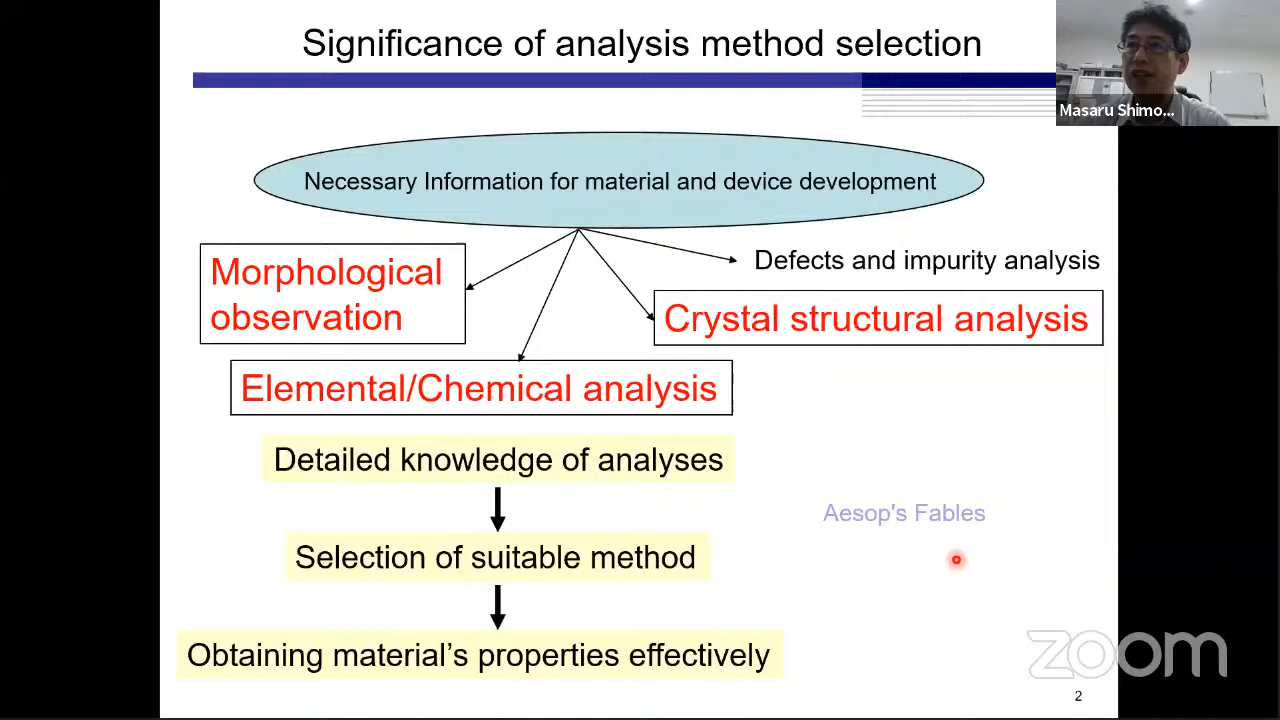 Significance of analysis method selection
Masaru Shimo...
Necessary Information for material and device development
Morphological
observation
Defects and impurity analysis
Crystal structural analysis
Elemental/Chemical analysis
Detailed knowledge of analyses
Aesop's Fables
Selection of suitable method
Obtaining material’s properties effectively
zoom
2